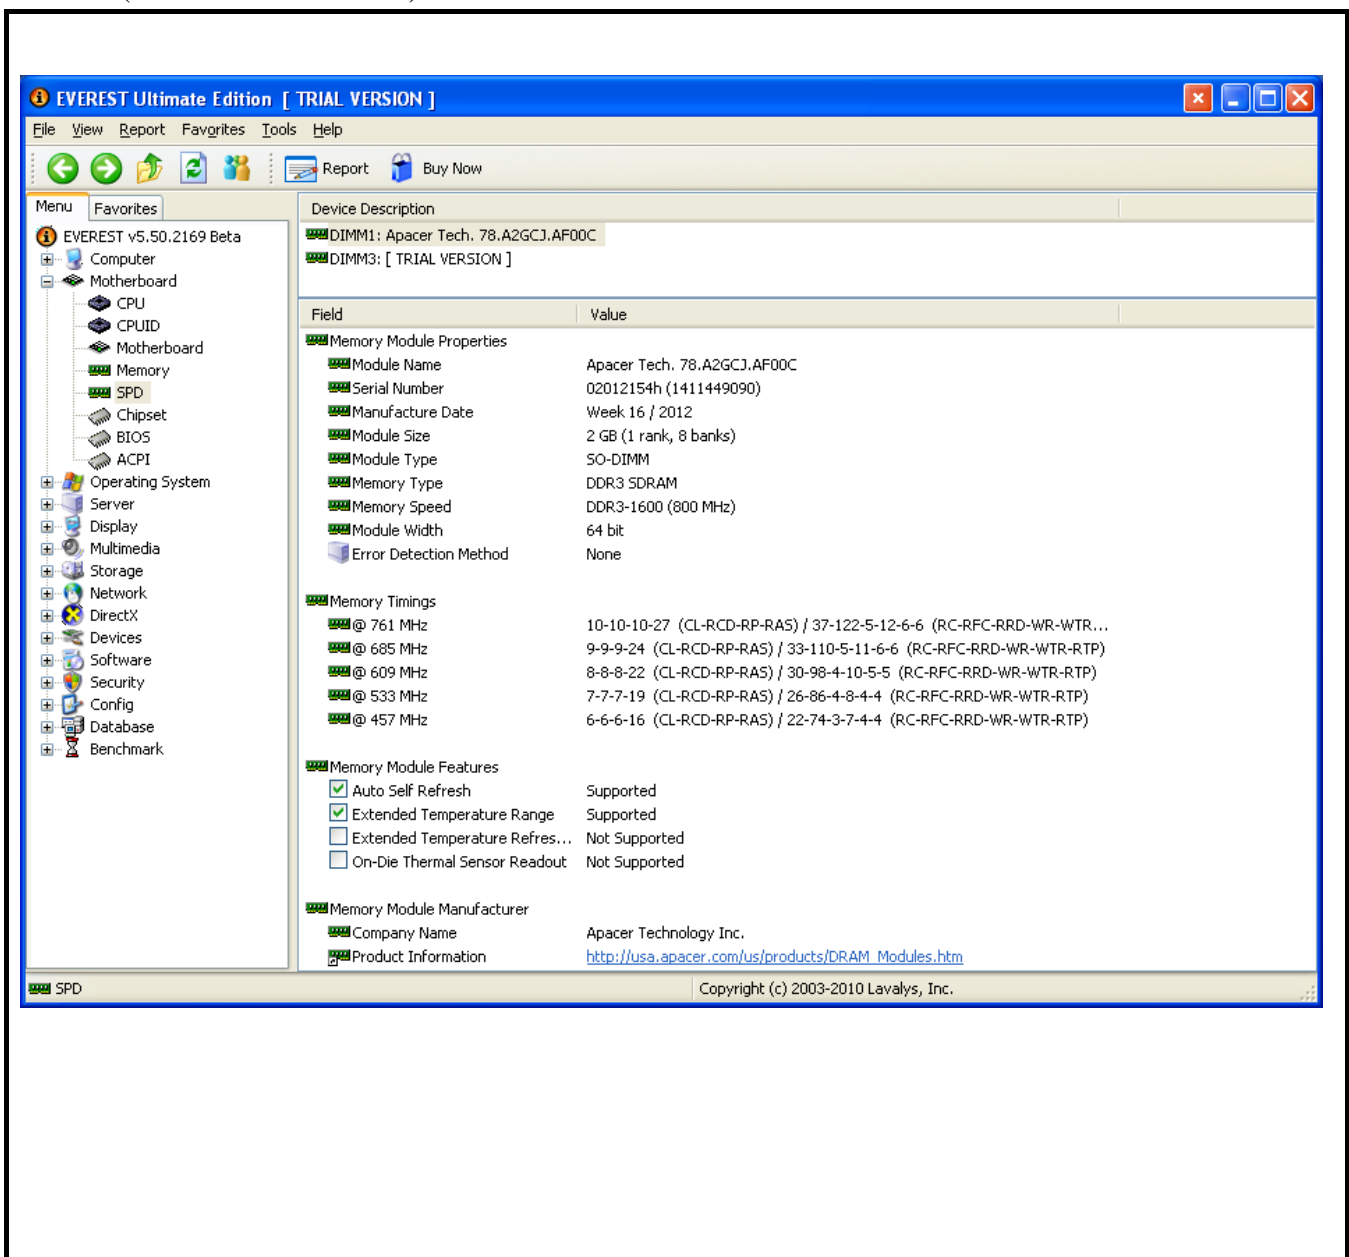 EVEREST Ultimate Edition [ TRIAL VERSION ]
File View Report Favorites Tools Help
Report Buy Now
Menu Favorites
EVEREST v5.50.2169 Beta
Computer
Motherboard
CPU
CPUID
Motherboard
Memory
SPD
Chipset
BIOS
ACPI
Operating System
Server
Display
Multimedia
Storage
Network
DirectX
Devices
Software
Security
Config
Database
Benchmark
Device Description
DIMM1: Apacer Tech. 78.A2GCJ.AF00C
DIMM3: [ TRIAL VERSION ]
Field Value
Memory Module Properties
Module Name Apacer Tech. 78.A2GCJ.AF00C
Serial Number 02012154h (1411449090)
Manufacture Date Week 16 / 2012
Module Size 2 GB (1 rank, 8 banks)
Module Type SO-DIMM
Memory Type DDR3 SDRAM
Memory Speed DDR3-1600 (800 MHz)
Module Width 64 bit
Error Detection Method None
Memory Timings
@ 761 MHz 10-10-10-27 (CL-RCD-RP-RAS) / 37-122-5-12-6-6 (RC-RFC-RRD-WR-WTR...
@ 685 MHz 9-9-9-24 (CL-RCD-RP-RAS) / 33-110-5-11-6-6 (RC-RFC-RRD-WR-WTR-RTP)
@ 609 MHz 8-8-8-22 (CL-RCD-RP-RAS) / 30-98-4-10-5-5 (RC-RFC-RRD-WR-WTR-RTP)
@ 533 MHz 7-7-7-19 (CL-RCD-RP-RAS) / 26-86-4-8-4-4 (RC-RFC-RRD-WR-WTR-RTP)
@ 457 MHz 6-6-6-16 (CL-RCD-RP-RAS) / 22-74-3-7-4-4 (RC-RFC-RRD-WR-WTR-RTP)
Memory Module Features
Auto Self Refresh Supported
Extended Temperature Range Supported
Extended Temperature Refres... Not Supported
On-Die Thermal Sensor Readout Not Supported
Memory Module Manufacturer
Company Name Apacer Technology Inc.
Product Information http://usa.apacer.com/us/products/DRAM_Modules.htm
SPD Copyright (c) 2003-2010 Lavalys, Inc.